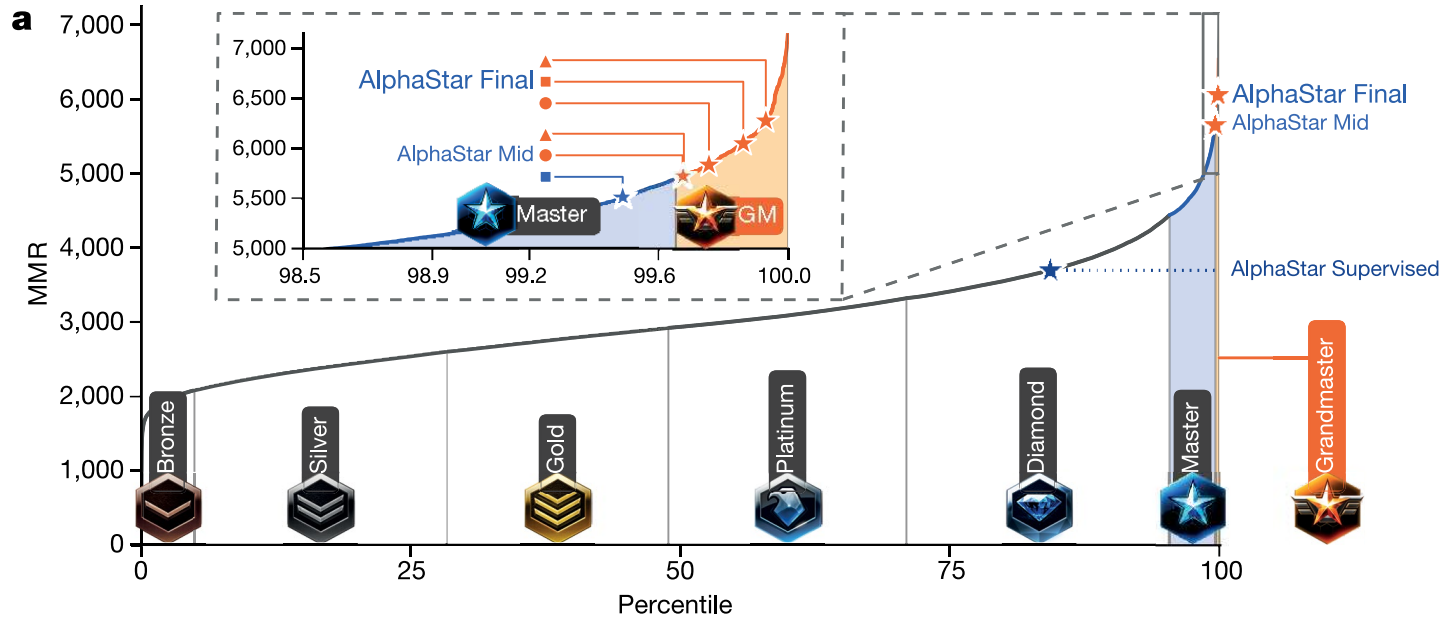 a
7,000
6,000
5,000
4,000
3,000
2,000
1,000
0
MMR
7,000
6,500
6,000
5,500
5,000
AlphaStar Final
AlphaStar Mid
Master
GM
98.5
98.9
99.2
99.6
100.0
AlphaStar Final
AlphaStar Mid
AlphaStar Supervised
Bronze
Silver
Gold
Platinum
Diamond
Master
Grandmaster
0
25
50
75
100
Percentile